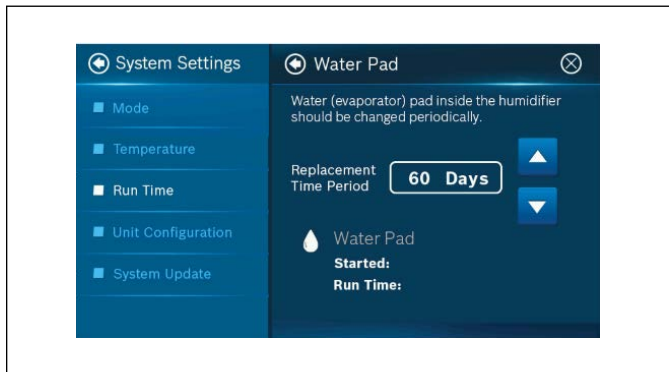 System Settings
Mode
Temperature
Run Time
Unit Configuration
System Update
Water Pad
Water (evaporator) pad inside the humidifier
should be changed periodically.
Replacement
Time Period
60 Days
Water Pad
Started:
Run Time: